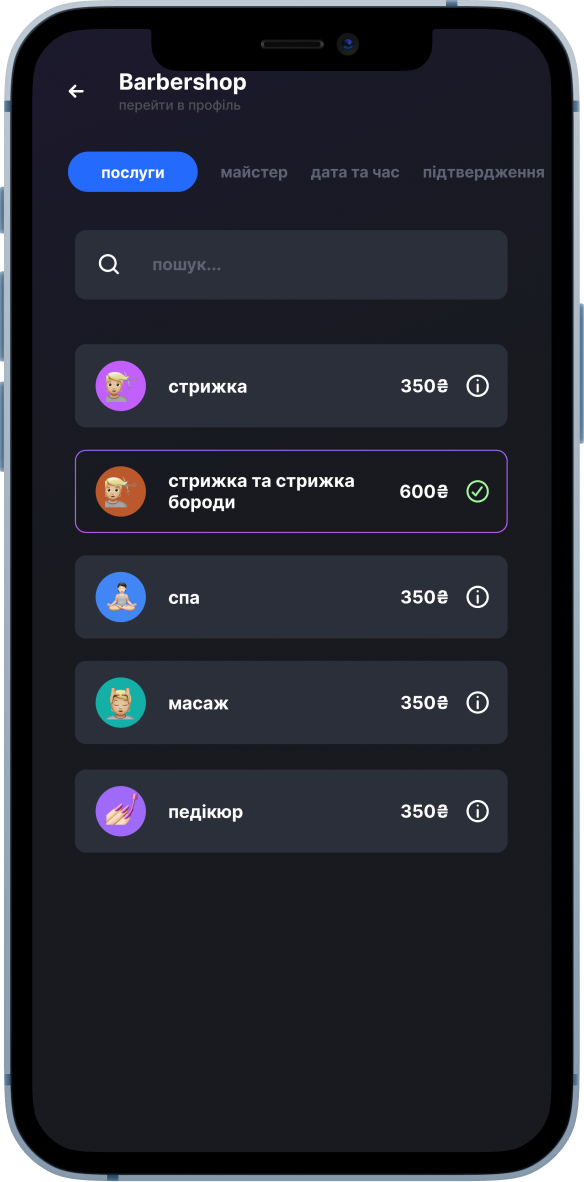 Barbershop
перейти в профіль
послуги майстер дата та час підтвердження
пошук...
стрижка 350₴
стрижка та стрижка
бороди 600₴
спа 350₴
масаж 350₴
педікюр 350₴